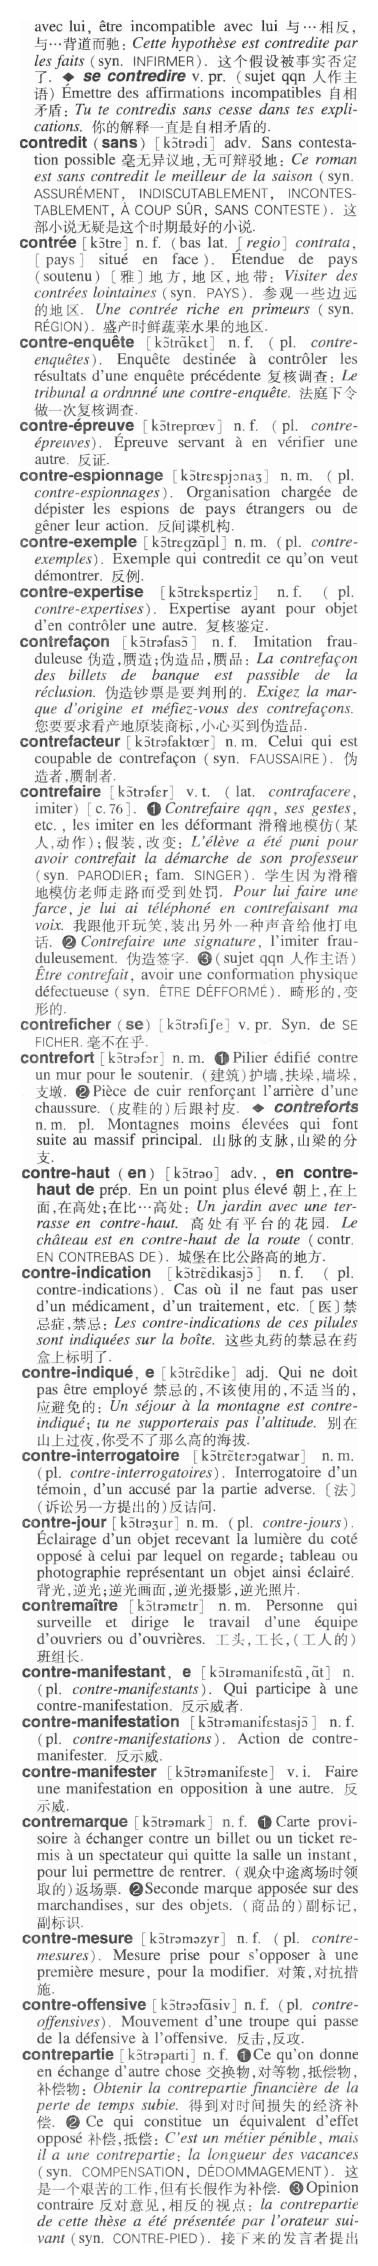 avec lui, être incompatible avec lui 与…相反,
与…背道而驰: Cette hypothèse est contredite par
les faits (syn. INFIRMER). 这个假设被事实否定
了. ◆ se contredire v. pr. (sujet qqn 人作主
语) Émettre des affirmations incompatibles 自相
矛盾: Tu te contredis sans cesse dans tes expli-
cations. 你的解释一直是自相矛盾的.
contredit (sans) [kɔ̃trədi] adv. Sans contesta-
tion possible 毫无异议地,无可辩驳地: Ce roman
est sans contredit le meilleur de la saison (syn.
ASSURÉMENT, INDISCUTABLEMENT, INCONTES-
TABLEMENT, À COUP SÛR, SANS CONTESTE). 这
部小说无疑是这个时期最好的小说.
contrée [kɔ̃tre] n. f. (bas lat. [regio] contrata,
[pays] situé en face). Étendue de pays
(soutenu) [雅]地方,地区,地带: Visiter des
contrées lointaines (syn. PAYS). 参观一些边远
的地区. Une contrée riche en primeurs (syn.
RÉGION). 盛产时鲜蔬菜水果的地区.
contre-enquête [kɔ̃trɑ̃kɛt] n. f. (pl. contre-
enquêtes). Enquête destinée à contrôler les
résultats d'une enquête précédente 复核调查: Le
tribunal a ordnnné une contre-enquête. 法庭下令
做一次复核调查.
contre-épreuve [kɔ̃treprœv] n. f. (pl. contre-
épreuves). Épreuve servant à en vérifier une
autre. 反证.
contre-espionnage [kɔ̃trɛspjɔnaʒ] n. m. (pl.
contre-espionnages). Organisation chargée de
dépister les espions de pays étrangers ou de
gêner leur action. 反间谍机构.
contre-exemple [kɔ̃trɛgzɑ̃pl] n. m. (pl. contre-
exemples). Exemple qui contredit ce qu'on veut
démontrer. 反例.
contre-expertise [kɔ̃trɛkspɛrtiz] n. f. (pl.
contre-expertises). Expertise ayant pour objet
d'en contrôler une autre. 复核鉴定.
contrefaçon [kɔ̃trəfasɔ̃] n. f. Imitation frau-
duleuse 伪造,赝造;伪造品,赝品: La contrefaçon
des billets de banque est passible de la
réclusion. 伪造钞票是要判刑的. Exigez la mar-
que d'origine et méfiez-vous des contrefaçons.
您要要求看产地原装商标,小心买到伪造品.
contrefacteur [kɔ̃trəfaktœr] n. m. Celui qui est
coupable de contrefaçon (syn. FAUSSAIRE). 伪
造者,赝制者.
contrefaire [kɔ̃trəfɛr] v. t. (lat. contrafacere,
imiter) [c. 76]. ❶ Contrefaire qqn, ses gestes,
etc., les imiter en les déformant 滑稽地模仿(某
人,动作);假装,改变: L'élève a été puni pour
avoir contrefait la démarche de son professeur
(syn. PARODIER; fam. SINGER). 学生因为滑稽
地模仿老师走路而受到处罚. Pour lui faire une
farce, je lui ai téléphoné en contrefaisant ma
voix. 我跟他开玩笑,装出另外一种声音给他打电
话. ❷ Contrefaire une signature, l'imiter frau-
duleusement. 伪造签字. ❸ (sujet qqn 人作主语)
Être contrefait, avoir une conformation physique
défectueuse (syn. ÊTRE DÉFFORMÉ). 畸形的,变
形的.
contreficher (se) [kɔ̃trəfiʃe] v. pr. Syn. de SE
FICHER. 毫不在乎.
contrefort [kɔ̃trəfɔr] n. m. ❶ Pilier édifié contre
un mur pour le soutenir. (建筑)护墙,扶垛,墙垛,
支墩. ❷ Pièce de cuir renforçant l'arrière d'une
chaussure. (皮鞋的)后跟衬皮. ◆ contreforts
n. m. pl. Montagnes moins élevées qui font
suite au massif principal. 山脉的支脉,山梁的分
支.
contre-haut (en) [kɔ̃trəo] adv., en contre-
haut de prép. En un point plus élevé 朝上,在上
面,在高处;在比…高处: Un jardin avec une ter-
rasse en contre-haut. 高处有平台的花园. Le
château est en contre-haut de la route (contr.
EN CONTREBAS DE). 城堡在比公路高的地方.
contre-indication [kɔ̃trɛ̃dikasjɔ̃] n. f. (pl.
contre-indications). Cas où il ne faut pas user
d'un médicament, d'un traitement, etc. [医]禁
忌症,禁忌: Les contre-indications de ces pilules
sont indiquées sur la boîte. 这些丸药的禁忌在药
盒上标明了.
contre-indiqué, e [kɔ̃trɛ̃dike] adj. Qui ne doit
pas être employé 禁忌的,不该使用的,不适当的,
应避免的: Un séjour à la montagne est contre-
indiqué; tu ne supporterais pas l'altitude. 别在
山上过夜,你受不了那么高的海拔.
contre-interrogatoire [kɔ̃trɛ̃tɛrɔgatwar] n. m.
(pl. contre-interrogatoires). Interrogatoire d'un
témoin, d'un accusé par la partie adverse. 〔法〕
(诉讼另一方提出的)反诘问.
contre-jour [kɔ̃trəʒur] n. m. (pl. contre-jours).
Éclairage d'un objet recevant la lumière du coté
opposé à celui par lequel on regarde; tableau ou
photographie représentant un objet ainsi éclairé.
背光,逆光;逆光画面,逆光摄影,逆光照片.
contremaître [kɔ̃trəmɛtr] n. m. Personne qui
surveille et dirige le travail d'une équipe
d'ouvriers ou d'ouvrières. 工头,工长,(工人的)
班组长.
contre-manifestant, e [kɔ̃trəmanifɛstɑ̃,ɑ̃t] n.
(pl. contre-manifestants). Qui participe à une
contre-manifestation. 反示威者.
contre-manifestation [kɔ̃trəmanifɛstasjɔ̃] n. f.
(pl. contre-manifestations). Action de contre-
manifester. 反示威.
contre-manifester [kɔ̃trəmanifɛste] v. i. Faire
une manifestation en opposition à une autre. 反
示威.
contremarque [kɔ̃trəmark] n. f. ❶ Carte provi-
soire à échanger contre un billet ou un ticket re-
mis à un spectateur qui quitte la salle un instant,
pour lui permettre de rentrer. (观众中途离场时领
取的)返场票. ❷ Seconde marque apposée sur des
marchandises, sur des objets. (商品的)副标记,
副标识.
contre-mesure [kɔ̃trəməzyr] n. f. (pl. contre-
mesures). Mesure prise pour s'opposer à une
première mesure, pour la modifier. 对策,对抗措
施.
contre-offensive [kɔ̃trəɔfɑ̃siv] n. f. (pl. contre-
offensives). Mouvement d'une troupe qui passe
de la défensive à l'offensive. 反击,反攻.
contrepartie [kɔ̃trəparti] n. f. ❶ Ce qu'on donne
en échange d'autre chose 交换物,对等物,抵偿物,
补偿物: Obtenir la contrepartie financière de la
perte de temps subie. 得到对时间损失的经济补
偿. ❷ Ce qui constitue un équivalent d'effet
opposé 补偿,抵偿: C'est un métier pénible, mais
il a une contrepartie: la longueur des vacances
(syn. COMPENSATION, DÉDOMMAGEMENT). 这
是一个艰苦的工作,但有长假作为补偿. ❸ Opinion
contraire 反对意见,相反的视点: la contrepartie
de cette thèse a été présentée par l'orateur sui-
vant (syn. CONTRE-PIED). 接下来的发言者提出